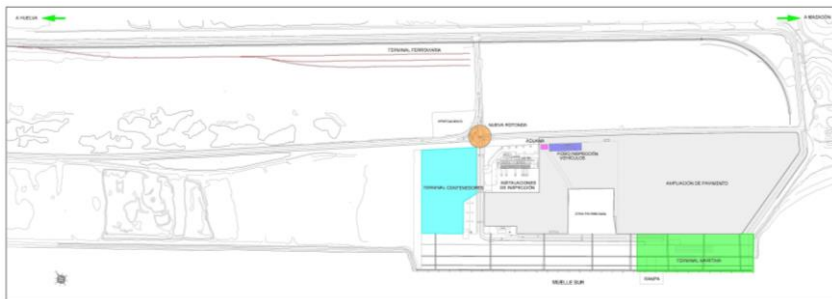 A HUELVA
A MAZAGÓN
TERMINAL FERROVIARIA
NUEVA ROTONDA
ADUANA
FOSO INSPECCIÓN
VEHÍCULOS
TERMINAL CONTENEDORES
INSTALACIONES
DE INSPECCIÓN
AMPLIACIÓN DE PAVIMENTO
TERMINAL MARÍTIMA
RAMPA
MUELLE SUR